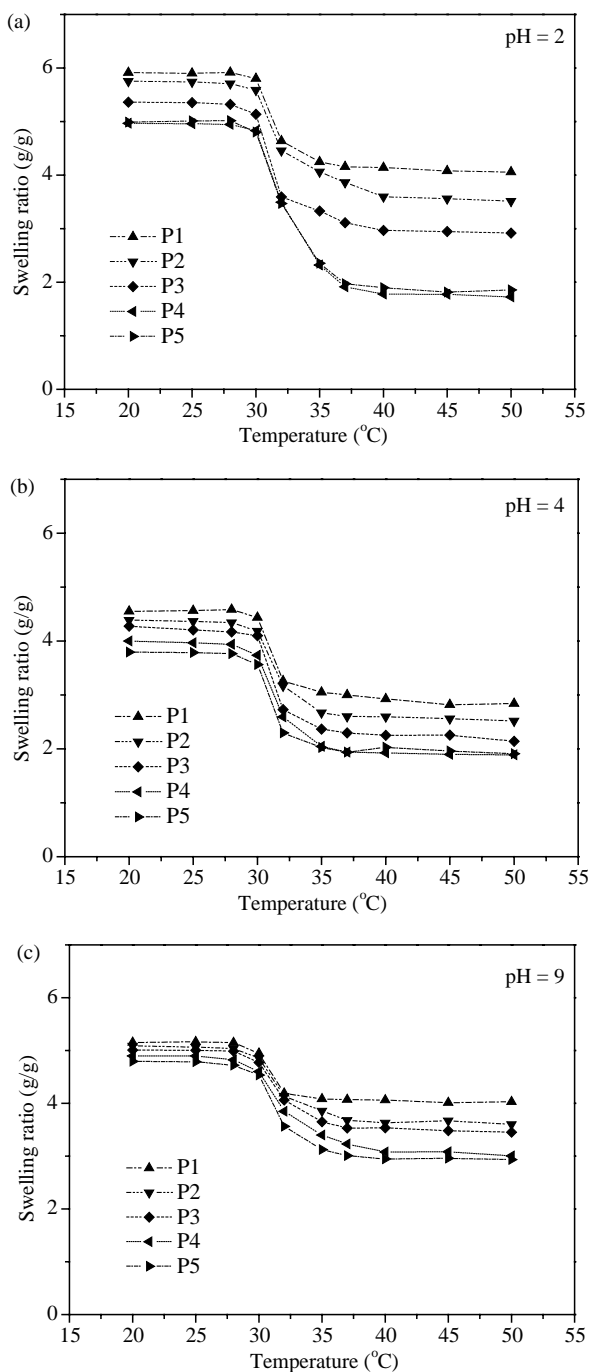 (a)
pH = 2
Swelling ratio (g/g)
6
4
2
0
P1
P2
P3
P4
P5
15 20 25 30 35 40 45 50 55
Temperature (°C)
(b)
pH = 4
Swelling ratio (g/g)
6
4
2
0
P1
P2
P3
P4
P5
15 20 25 30 35 40 45 50 55
Temperature (°C)
(c)
pH = 9
Swelling ratio (g/g)
6
4
2
0
P1
P2
P3
P4
P5
15 20 25 30 35 40 45 50 55
Temperature (°C)